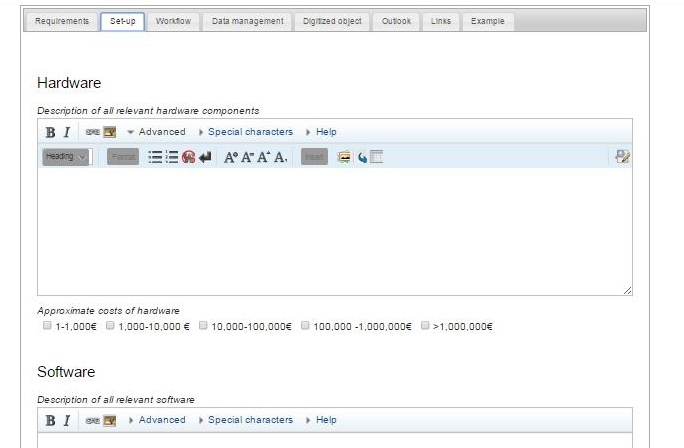 Requirements Set-up Workflow Data management Digitized object Outlook Links Example
Hardware
Description of all relevant hardware components
B I Advanced Special characters Help
Heading Format A A A A Insert
Approximate costs of hardware
1-1,000€ 1,000-10,000 € 10,000-100,000€ 100,000 -1,000,000€ >1,000,000€
Software
Description of all relevant software
B I Advanced Special characters Help